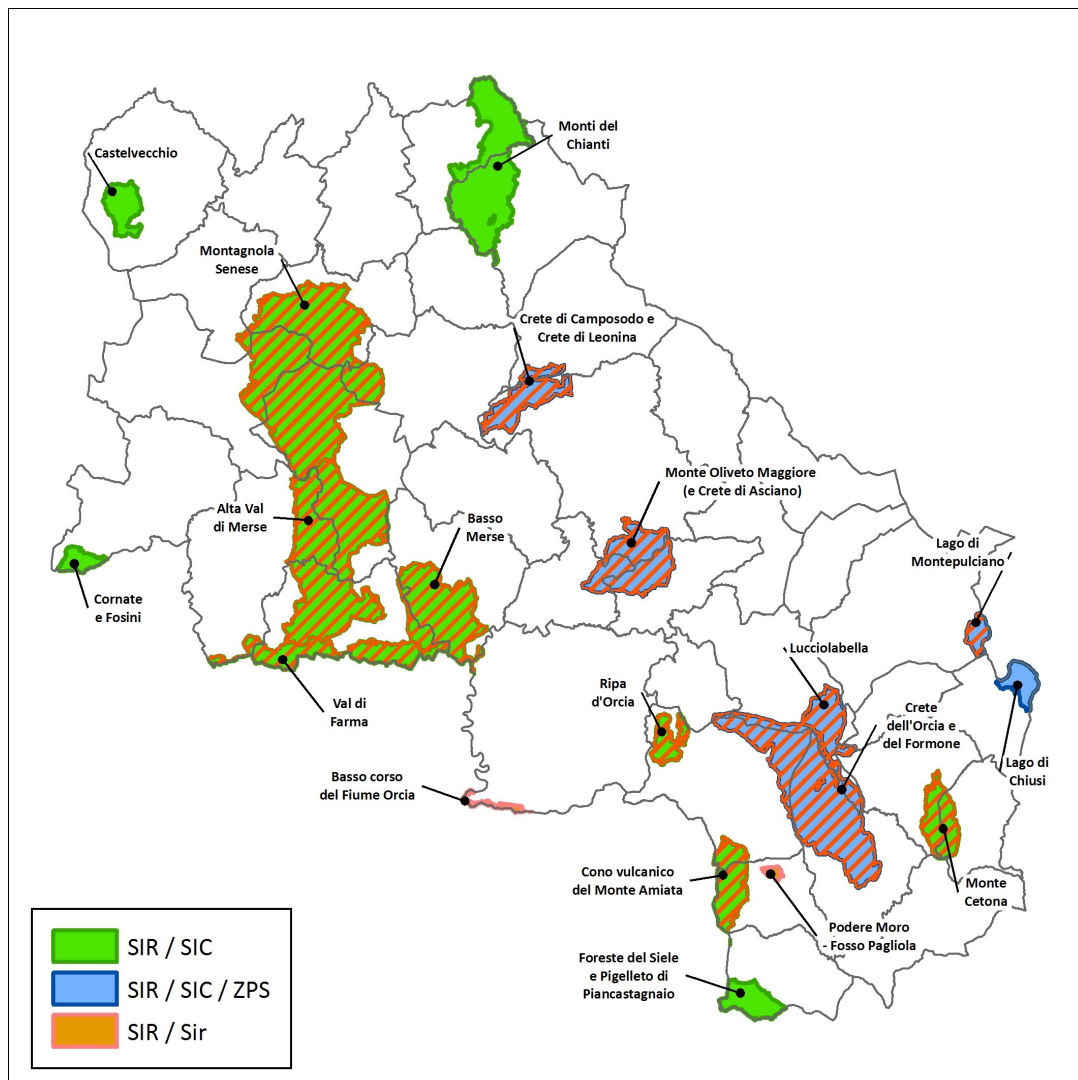 Monti del
Chianti
Castelvecchio
Montagnola
Senese
Crete di Camposodo e
Crete di Leonina
Monte Oliveto Maggiore
(e Crete di Asciano)
Alta Val
di Merse
Basso
Merse
Lago di
Montepulciano
Cornate
e Fosini
Lucciolabella
Ripa
d'Orcia
Val di
Farma
Crete
dell'Orcia e
del Formone
Lago di
Chiusi
Basso corso
del Fiume Orcia
Cono vulcanico
del Monte Amiata
Monte
Cetona
Podere Moro
- Fosso Pagliola
Foreste del Siele
e Pigelleto di
Piancastagnaio
SIR / SIC
SIR / SIC / ZPS
SIR / Sir